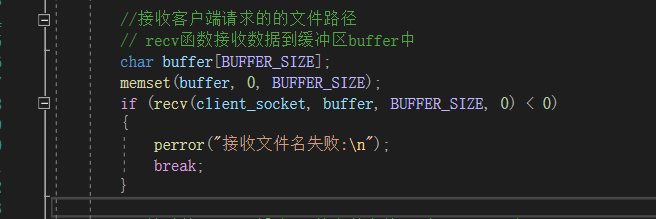 //接收客户端请求的的文件路径
// recv函数接收数据到缓冲区buffer中
char buffer[BUFFER_SIZE];
memset(buffer, 0, BUFFER_SIZE);
if (recv(client_socket, buffer, BUFFER_SIZE, 0) < 0)
{
perror("接收文件名失败:\n");
break;
}